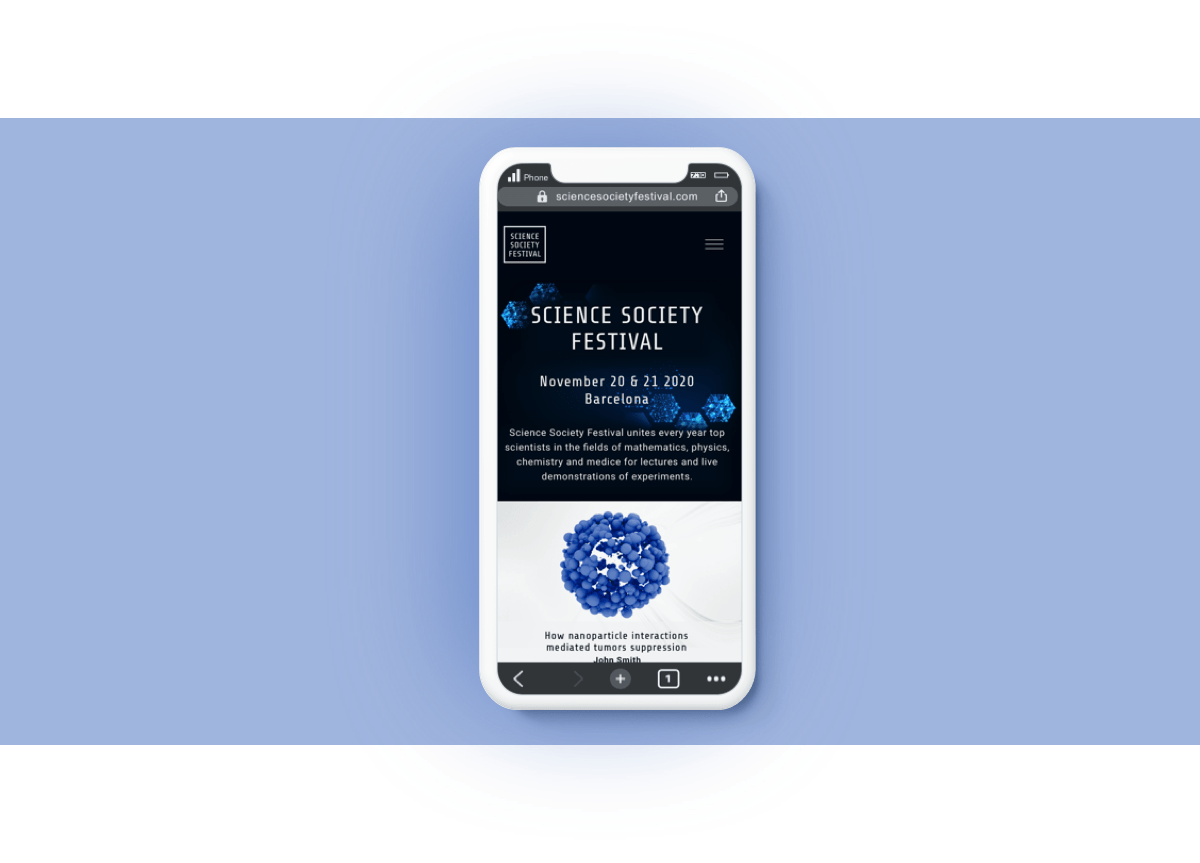 Phone
sciencesocietyfestival.com
SCIENCE
SOCIETY
FESTIVAL
SCIENCE SOCIETY
FESTIVAL
November 20 & 21 2020
Barcelona
Science Society Festival unites every year top
scientists in the fields of mathematics, physics,
chemistry and medice for lectures and live
demonstrations of experiments.
How nanoparticle interactions
mediated tumors suppression
John Smith
1